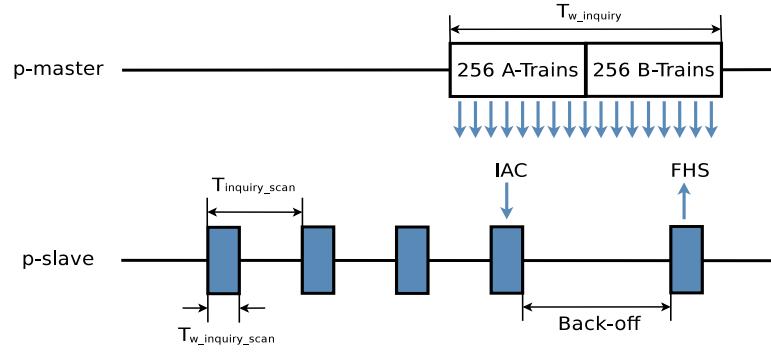 T_w_inquiry
p-master
256 A-Trains
256 B-Trains
IAC
FHS
T_inquiry_scan
p-slave
Back-off
T_w_inquiry_scan